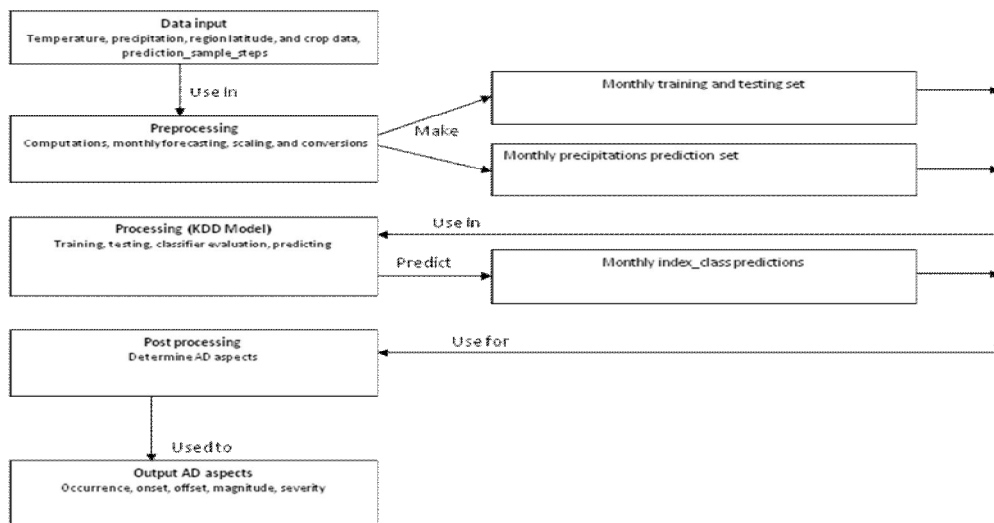 Data input
Temperature, precipitation, region latitude, and crop data,
prediction_sample_steps
Use in
Preprocessing
Computations, monthly forecasting, scaling, and conversions
Make
Monthly training and testing set
Monthly precipitations prediction set
Use in
Processing (KDD Model)
Training, testing, classifier evaluation, predicting
Predict
Monthly index_class predictions
Post processing
Determine AD aspects
Use for
Used to
Output AD aspects
Occurrence, onset, offset, magnitude, severity